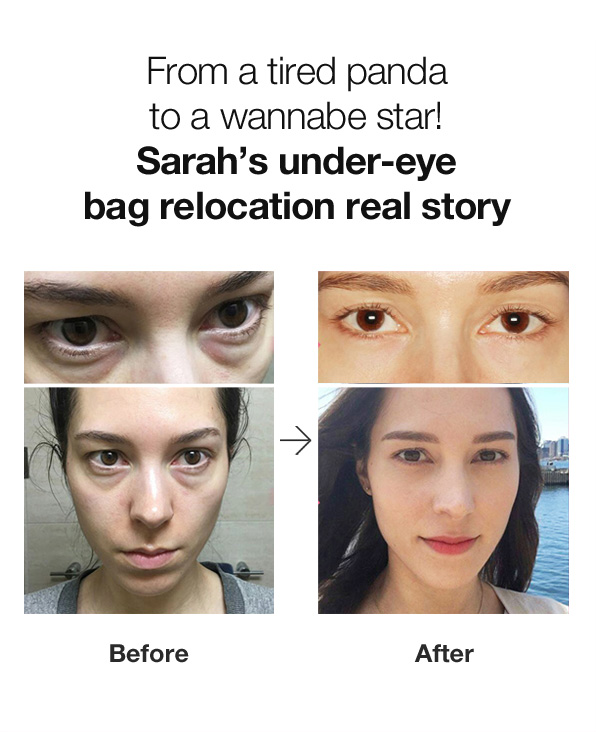 From a tired panda
to a wannabe star!
Sarah’s under-eye
bag relocation real story
Before
After